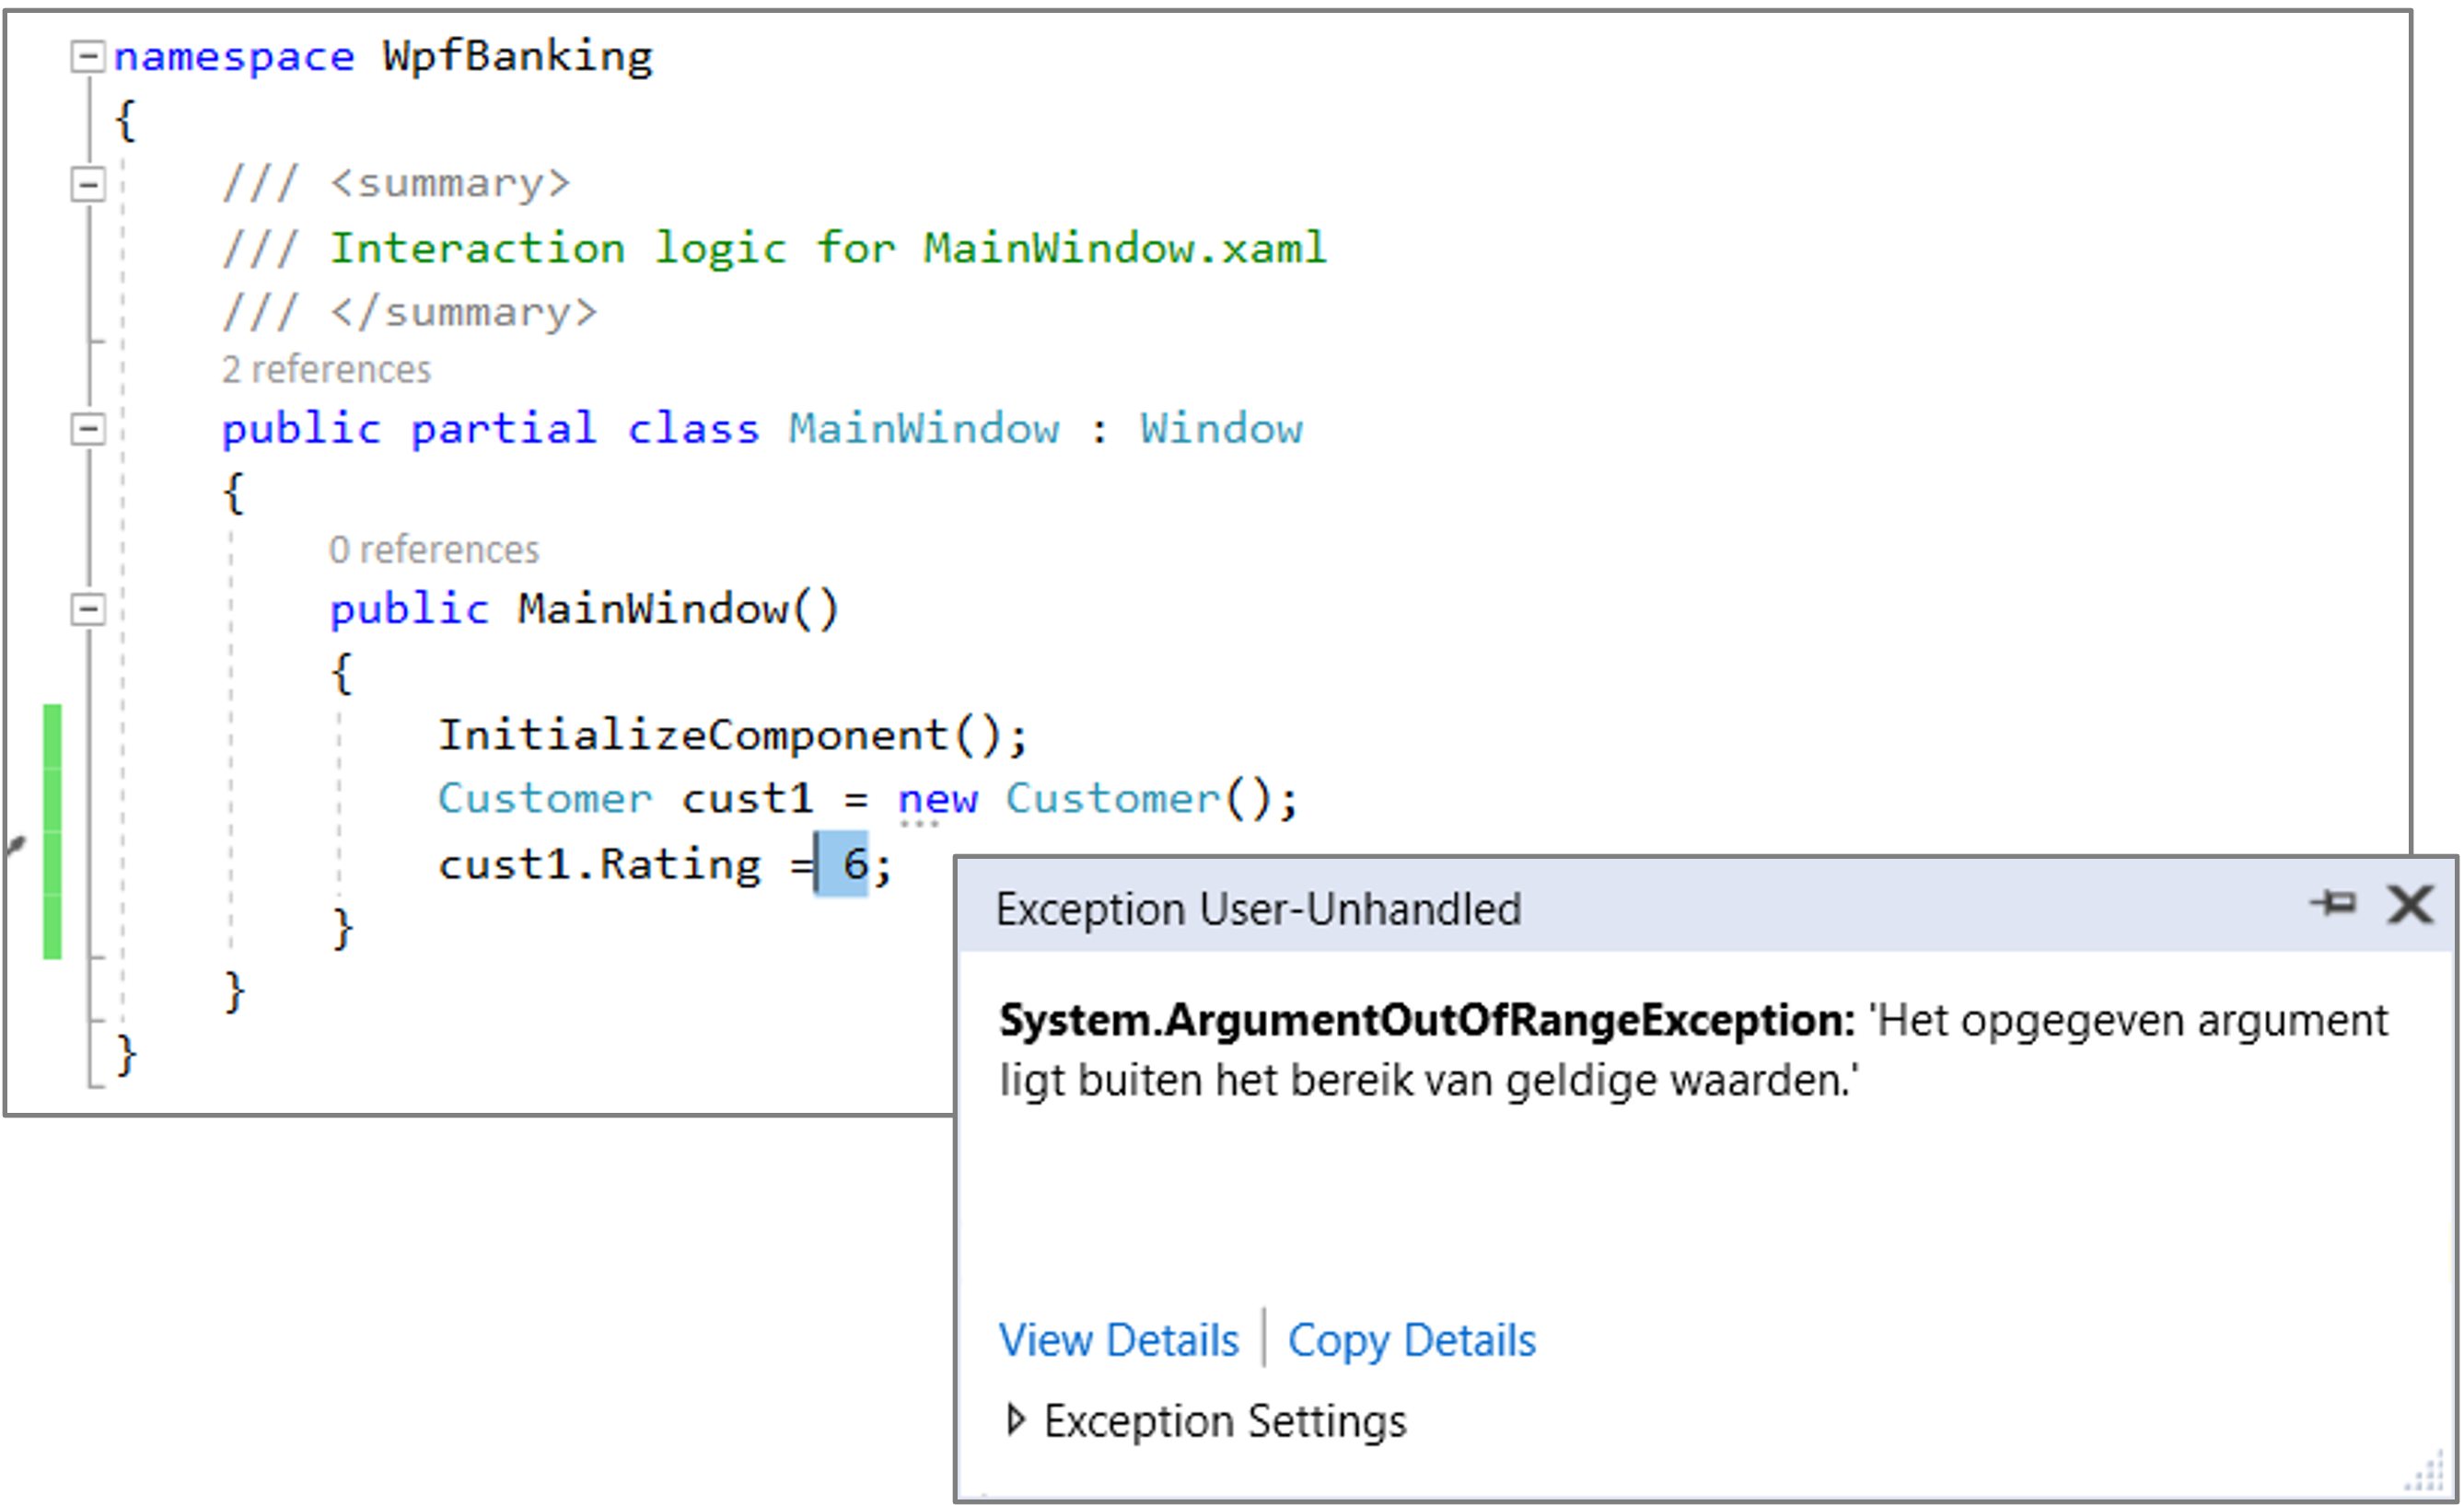 namespace WpfBanking
{
/// <summary>
/// Interaction logic for MainWindow.xaml
/// </summary>
2 references
public partial class MainWindow : Window
{
0 references
public MainWindow()
{
InitializeComponent();
Customer cust1 = new Customer();
cust1.Rating = 6;
}
}
}
Exception User-Unhandled
System.ArgumentOutOfRangeException: 'Het opgegeven argument
ligt buiten het bereik van geldige waarden.'
View Details | Copy Details
Exception Settings